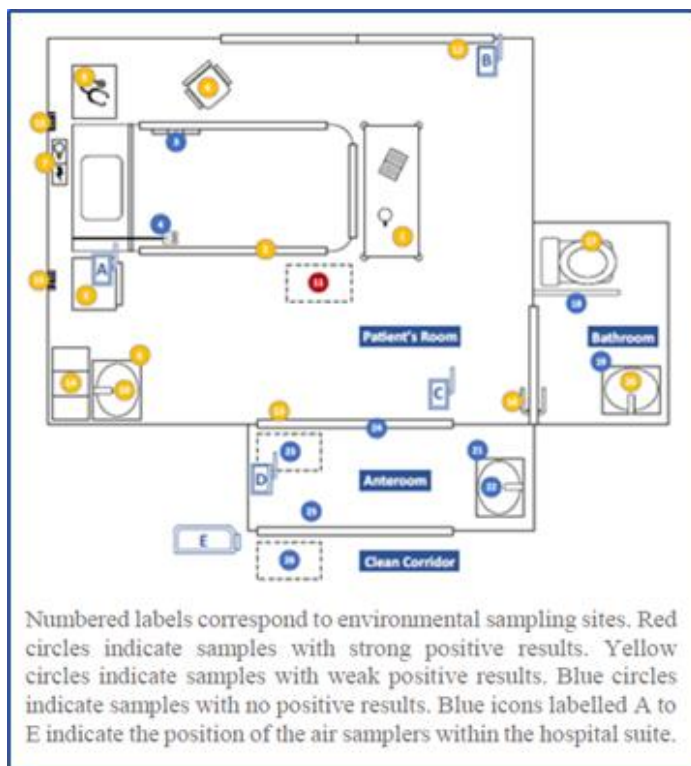 B
A
11
Patient's Room
Bathroom
C
D
Anteroom
E
Clean Corridor
Numbered labels correspond to environmental sampling sites. Red
circles indicate samples with strong positive results. Yellow
circles indicate samples with weak positive results. Blue circles
indicate samples with no positive results. Blue icons labelled A to
E indicate the position of the air samplers within the hospital suite.